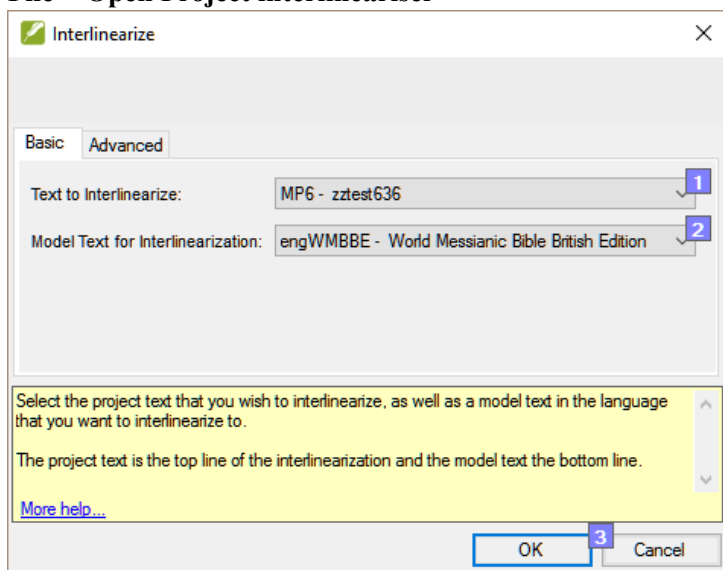 Interlinearize
Basic Advanced
Text to Interlinearize: MP6 - zztest636 1
Model Text for Interlinearization: engWMBBE - World Messianic Bible British Edition 2
Select the project text that you wish to interlinearize, as well as a model text in the language
that you want to interlinearize to.
The project text is the top line of the interlinearization and the model text the bottom line.
More help...
OK 3 Cancel